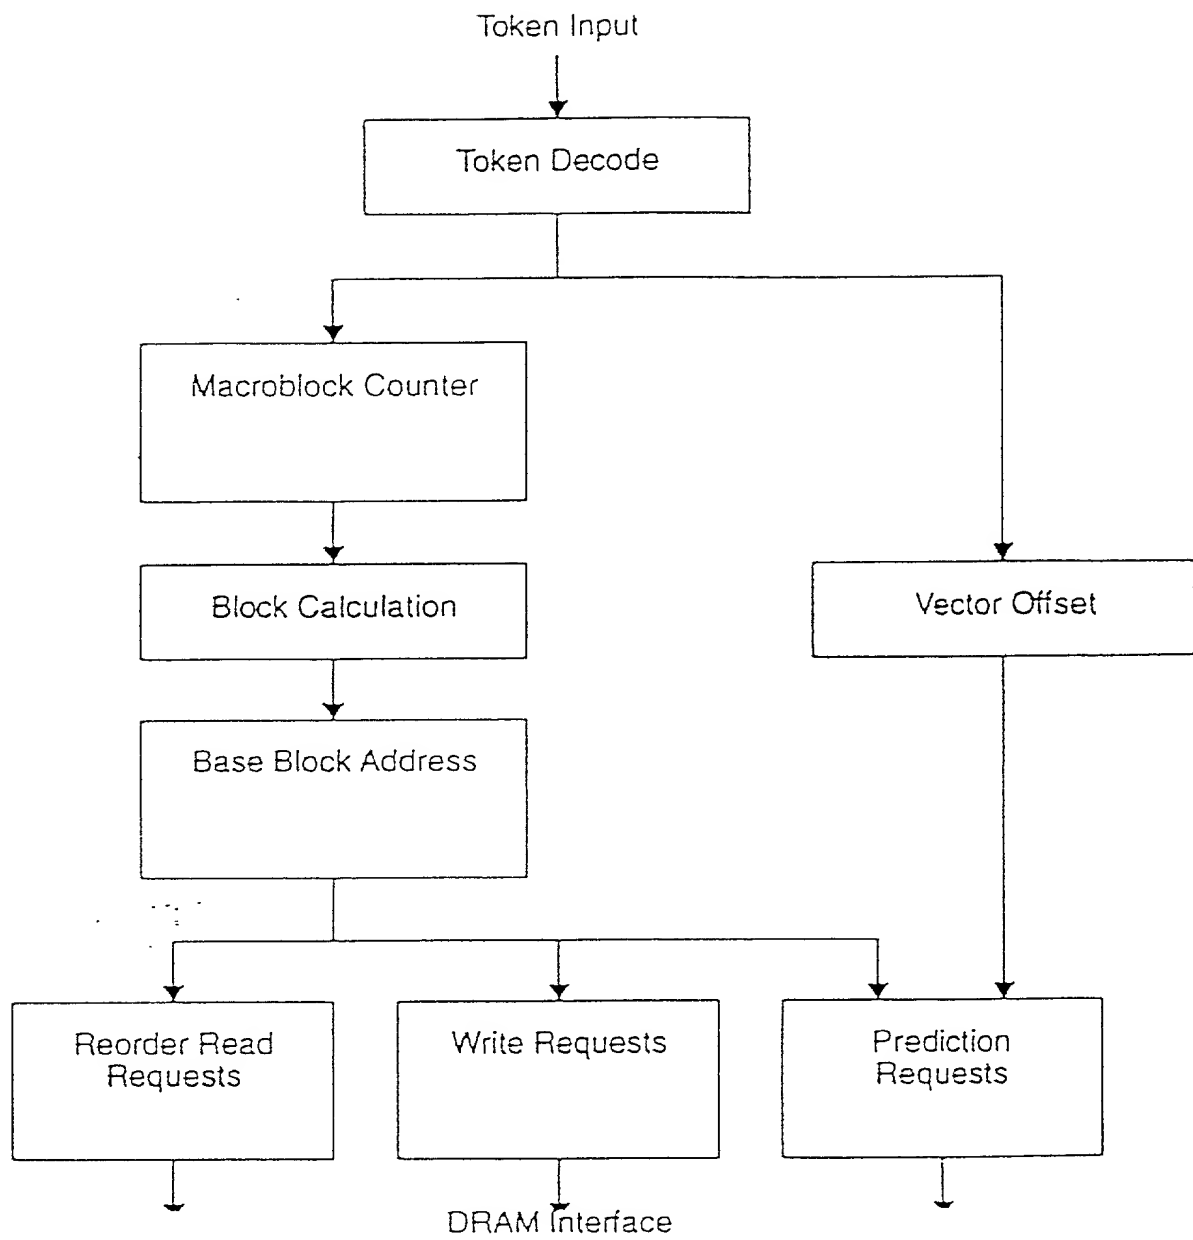 Token Input
Token Decode
Macroblock Counter
Block Calculation
Vector Offset
Base Block Address
Reorder Read
Requests
Write Requests
Prediction
Requests
DRAM Interface